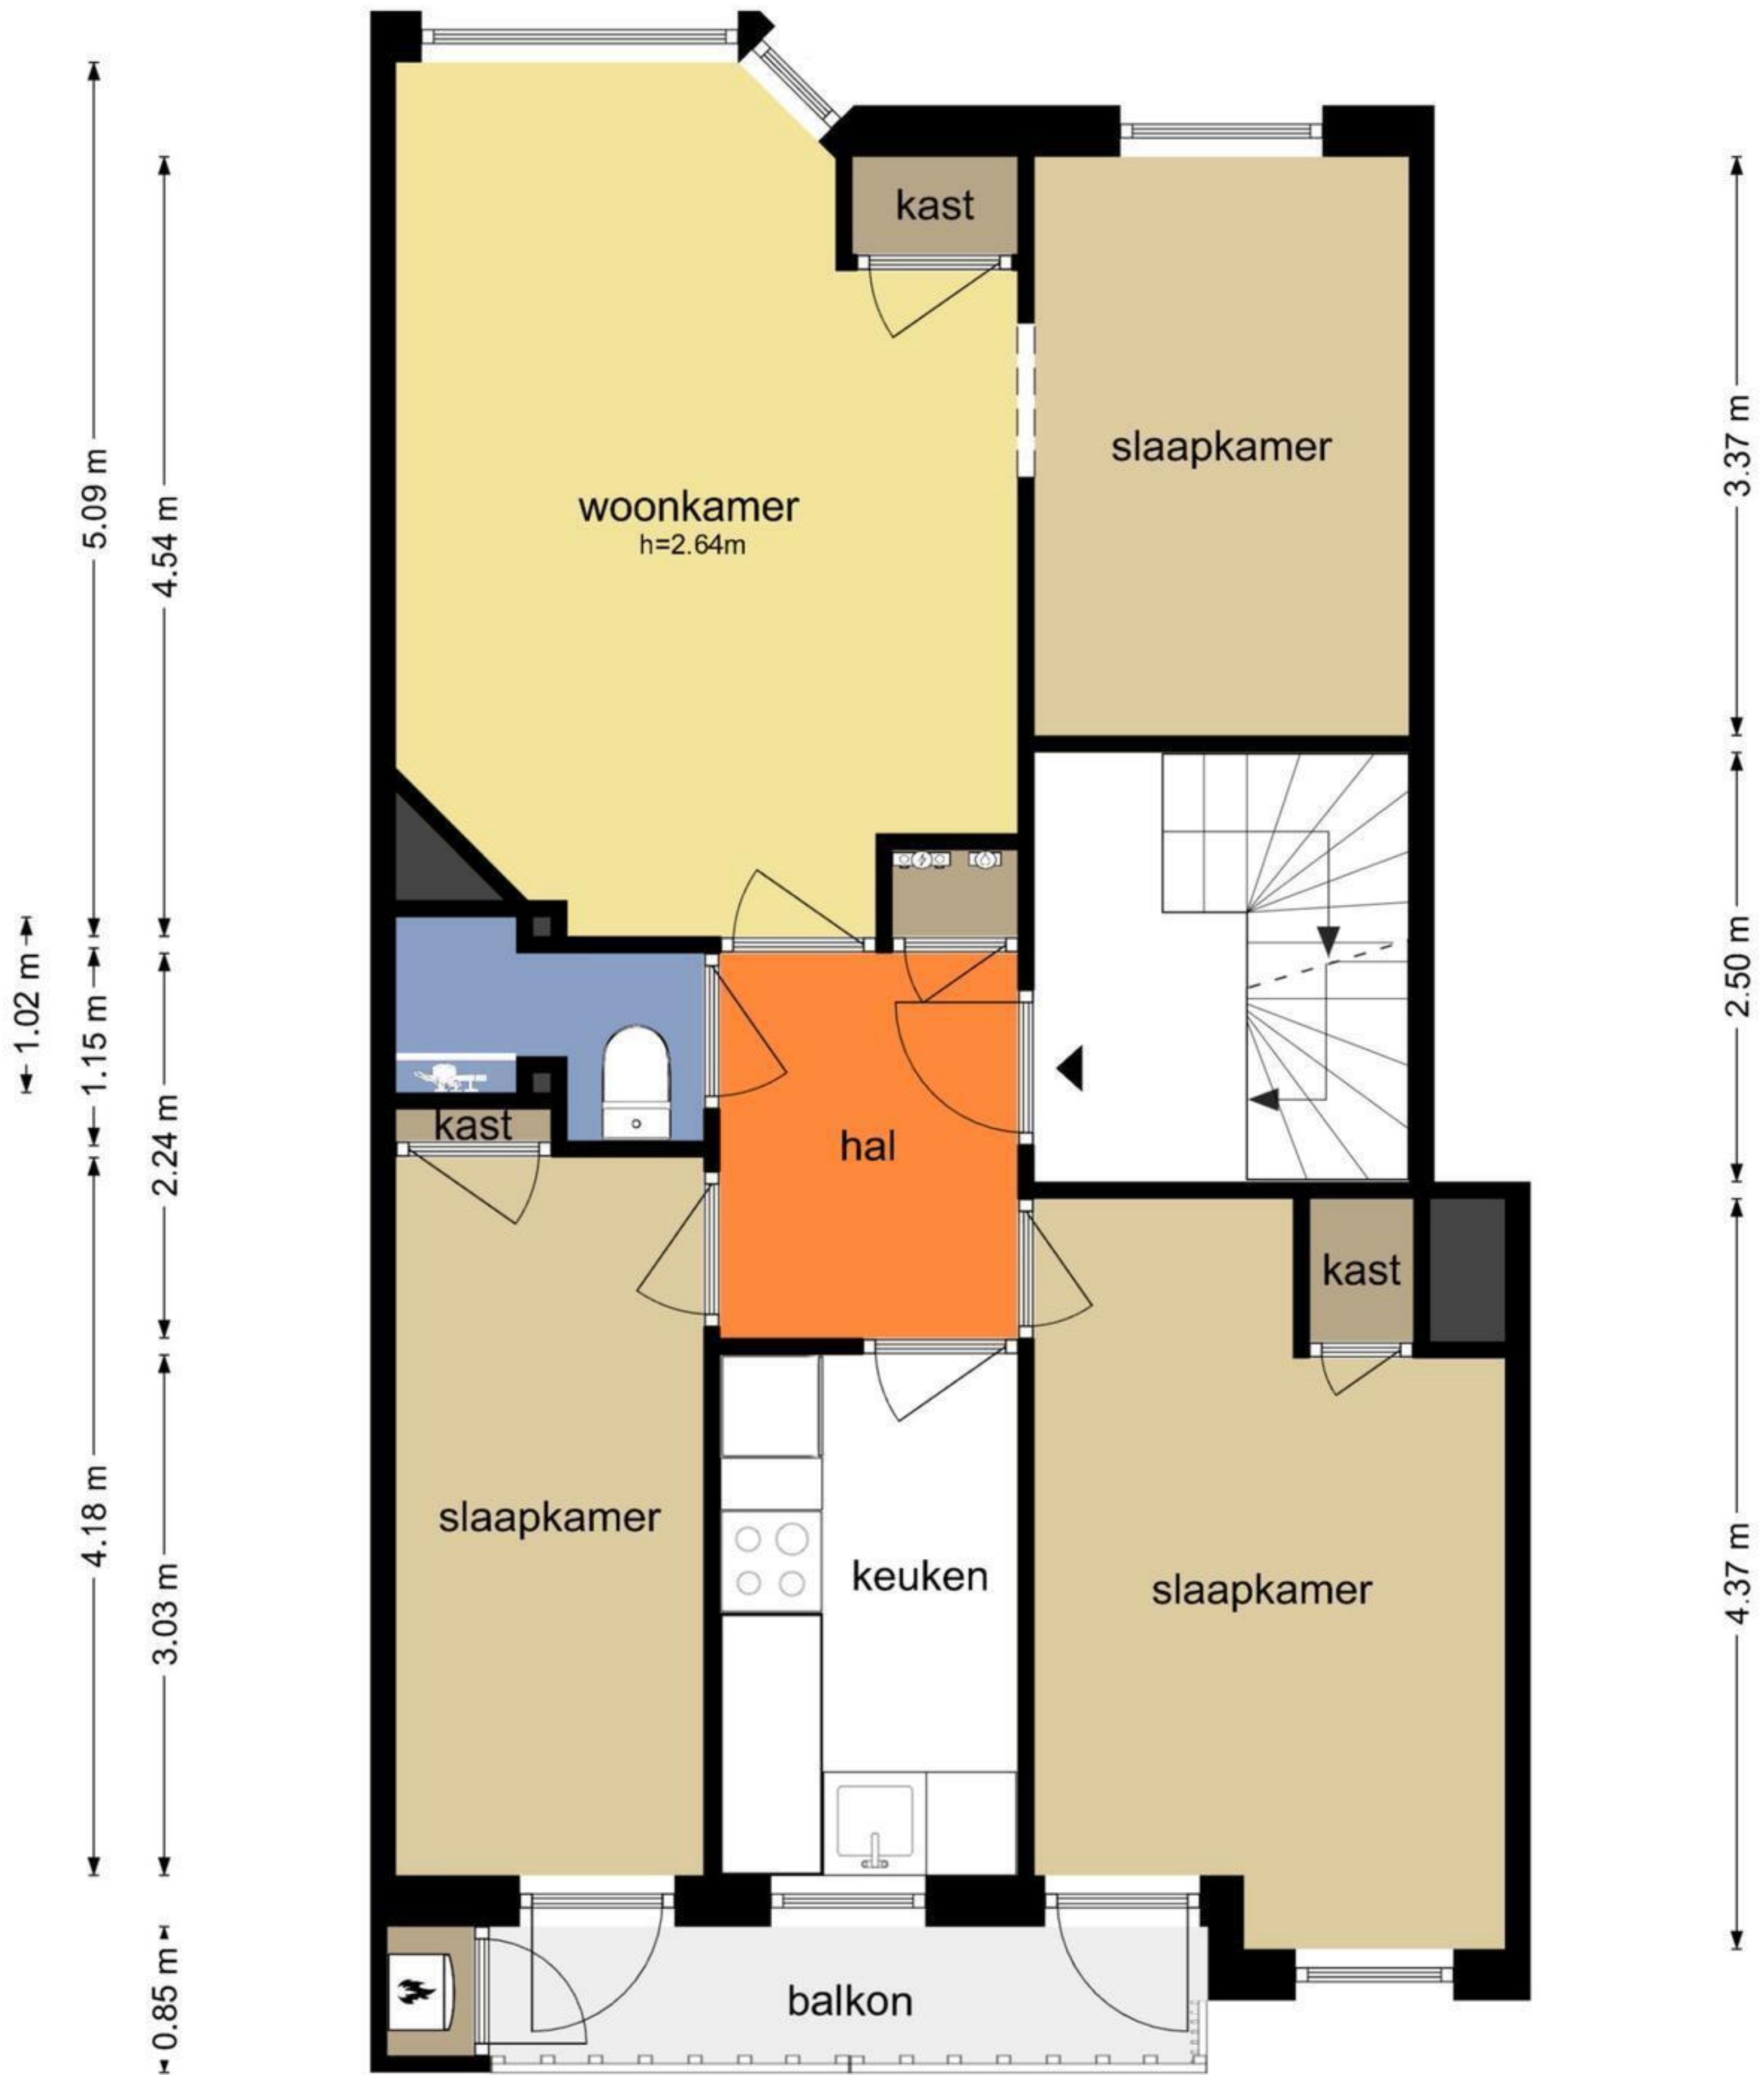 kast
slaapkamer
woonkamer
h=2.64m
kast
hal
kast
slaapkamer
keuken
slaapkamer
balkon
1.02 m
5.09 m
1.15 m
4.18 m
4.54 m
2.24 m
3.03 m
0.85 m
3.37 m
2.50 m
4.37 m